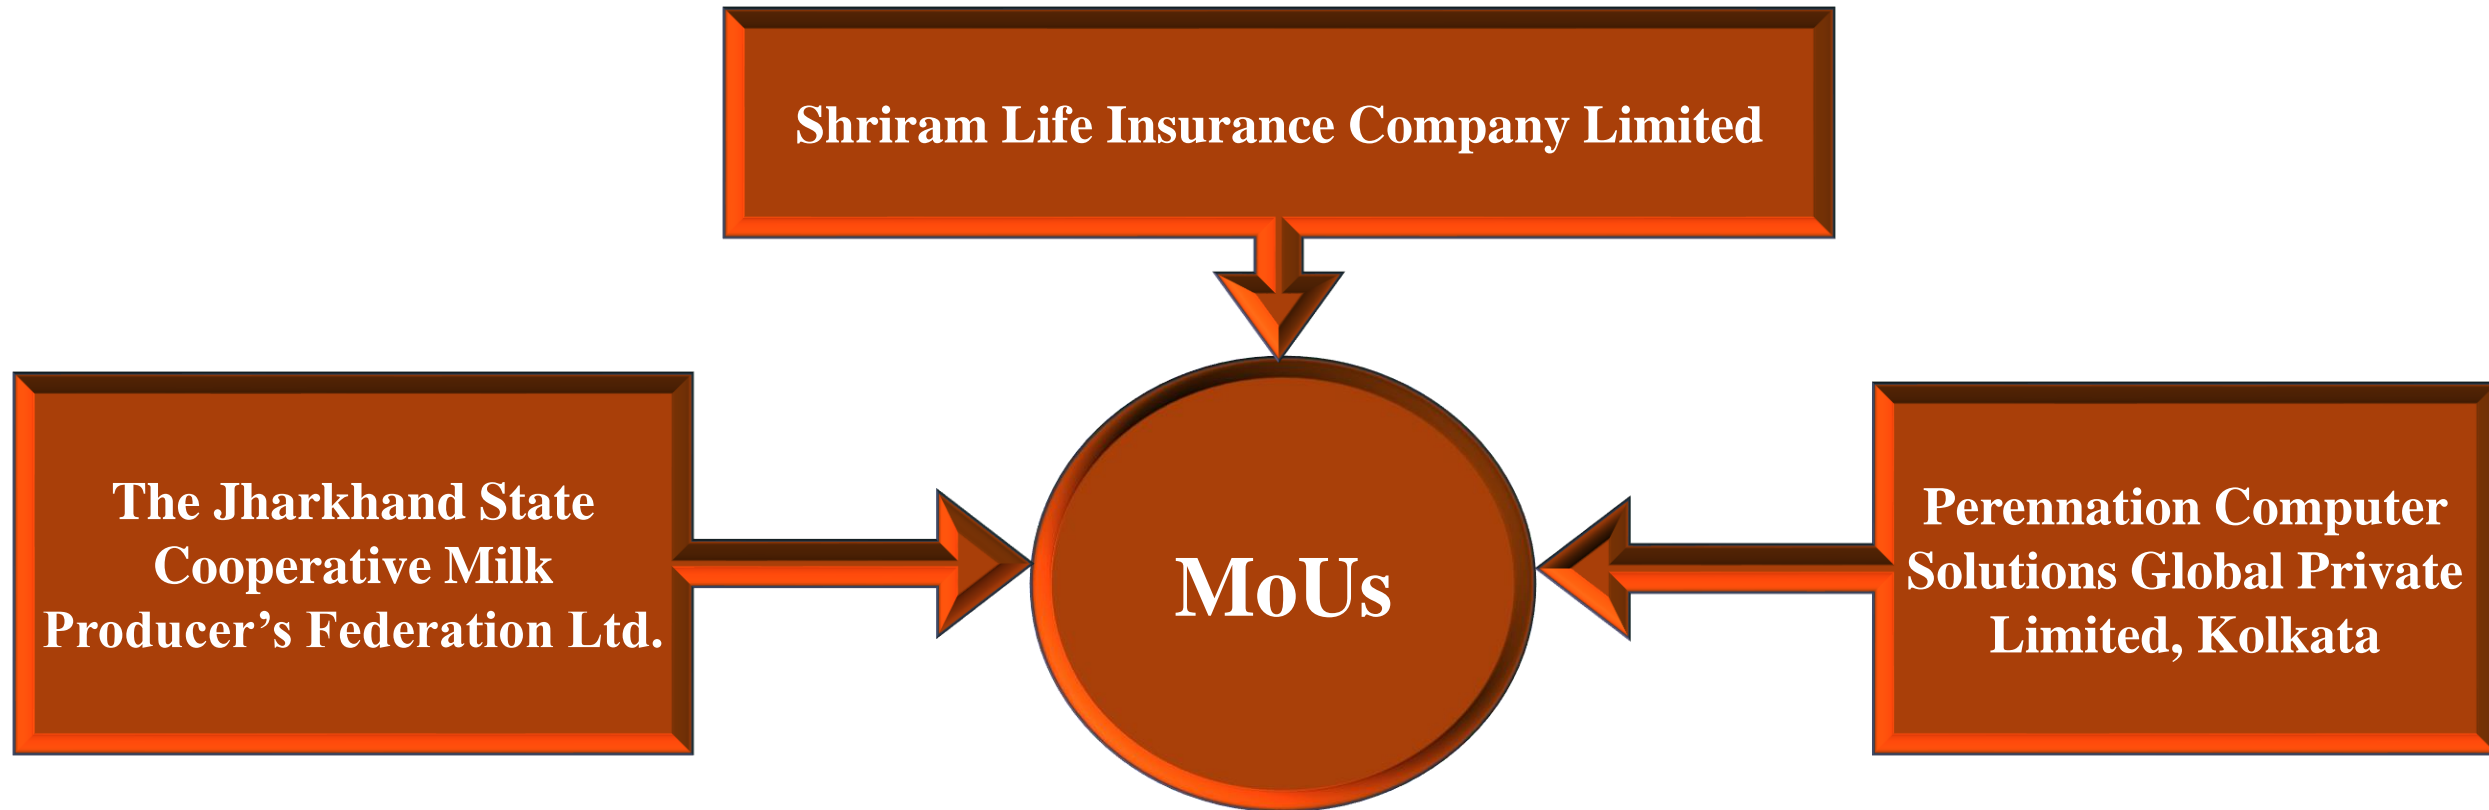 Shriram Life Insurance Company Limited
The Jharkhand State
Cooperative Milk
Producer’s Federation Ltd.
MoUs
Perennation Computer
Solutions Global Private
Limited, Kolkata